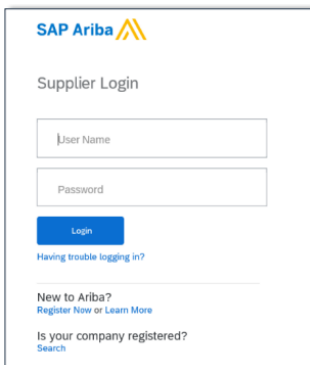 SAP Ariba
Supplier Login
User Name
Password
Login
Having trouble logging in?
New to Ariba?
Register Now or Learn More
Is your company registered?
Search